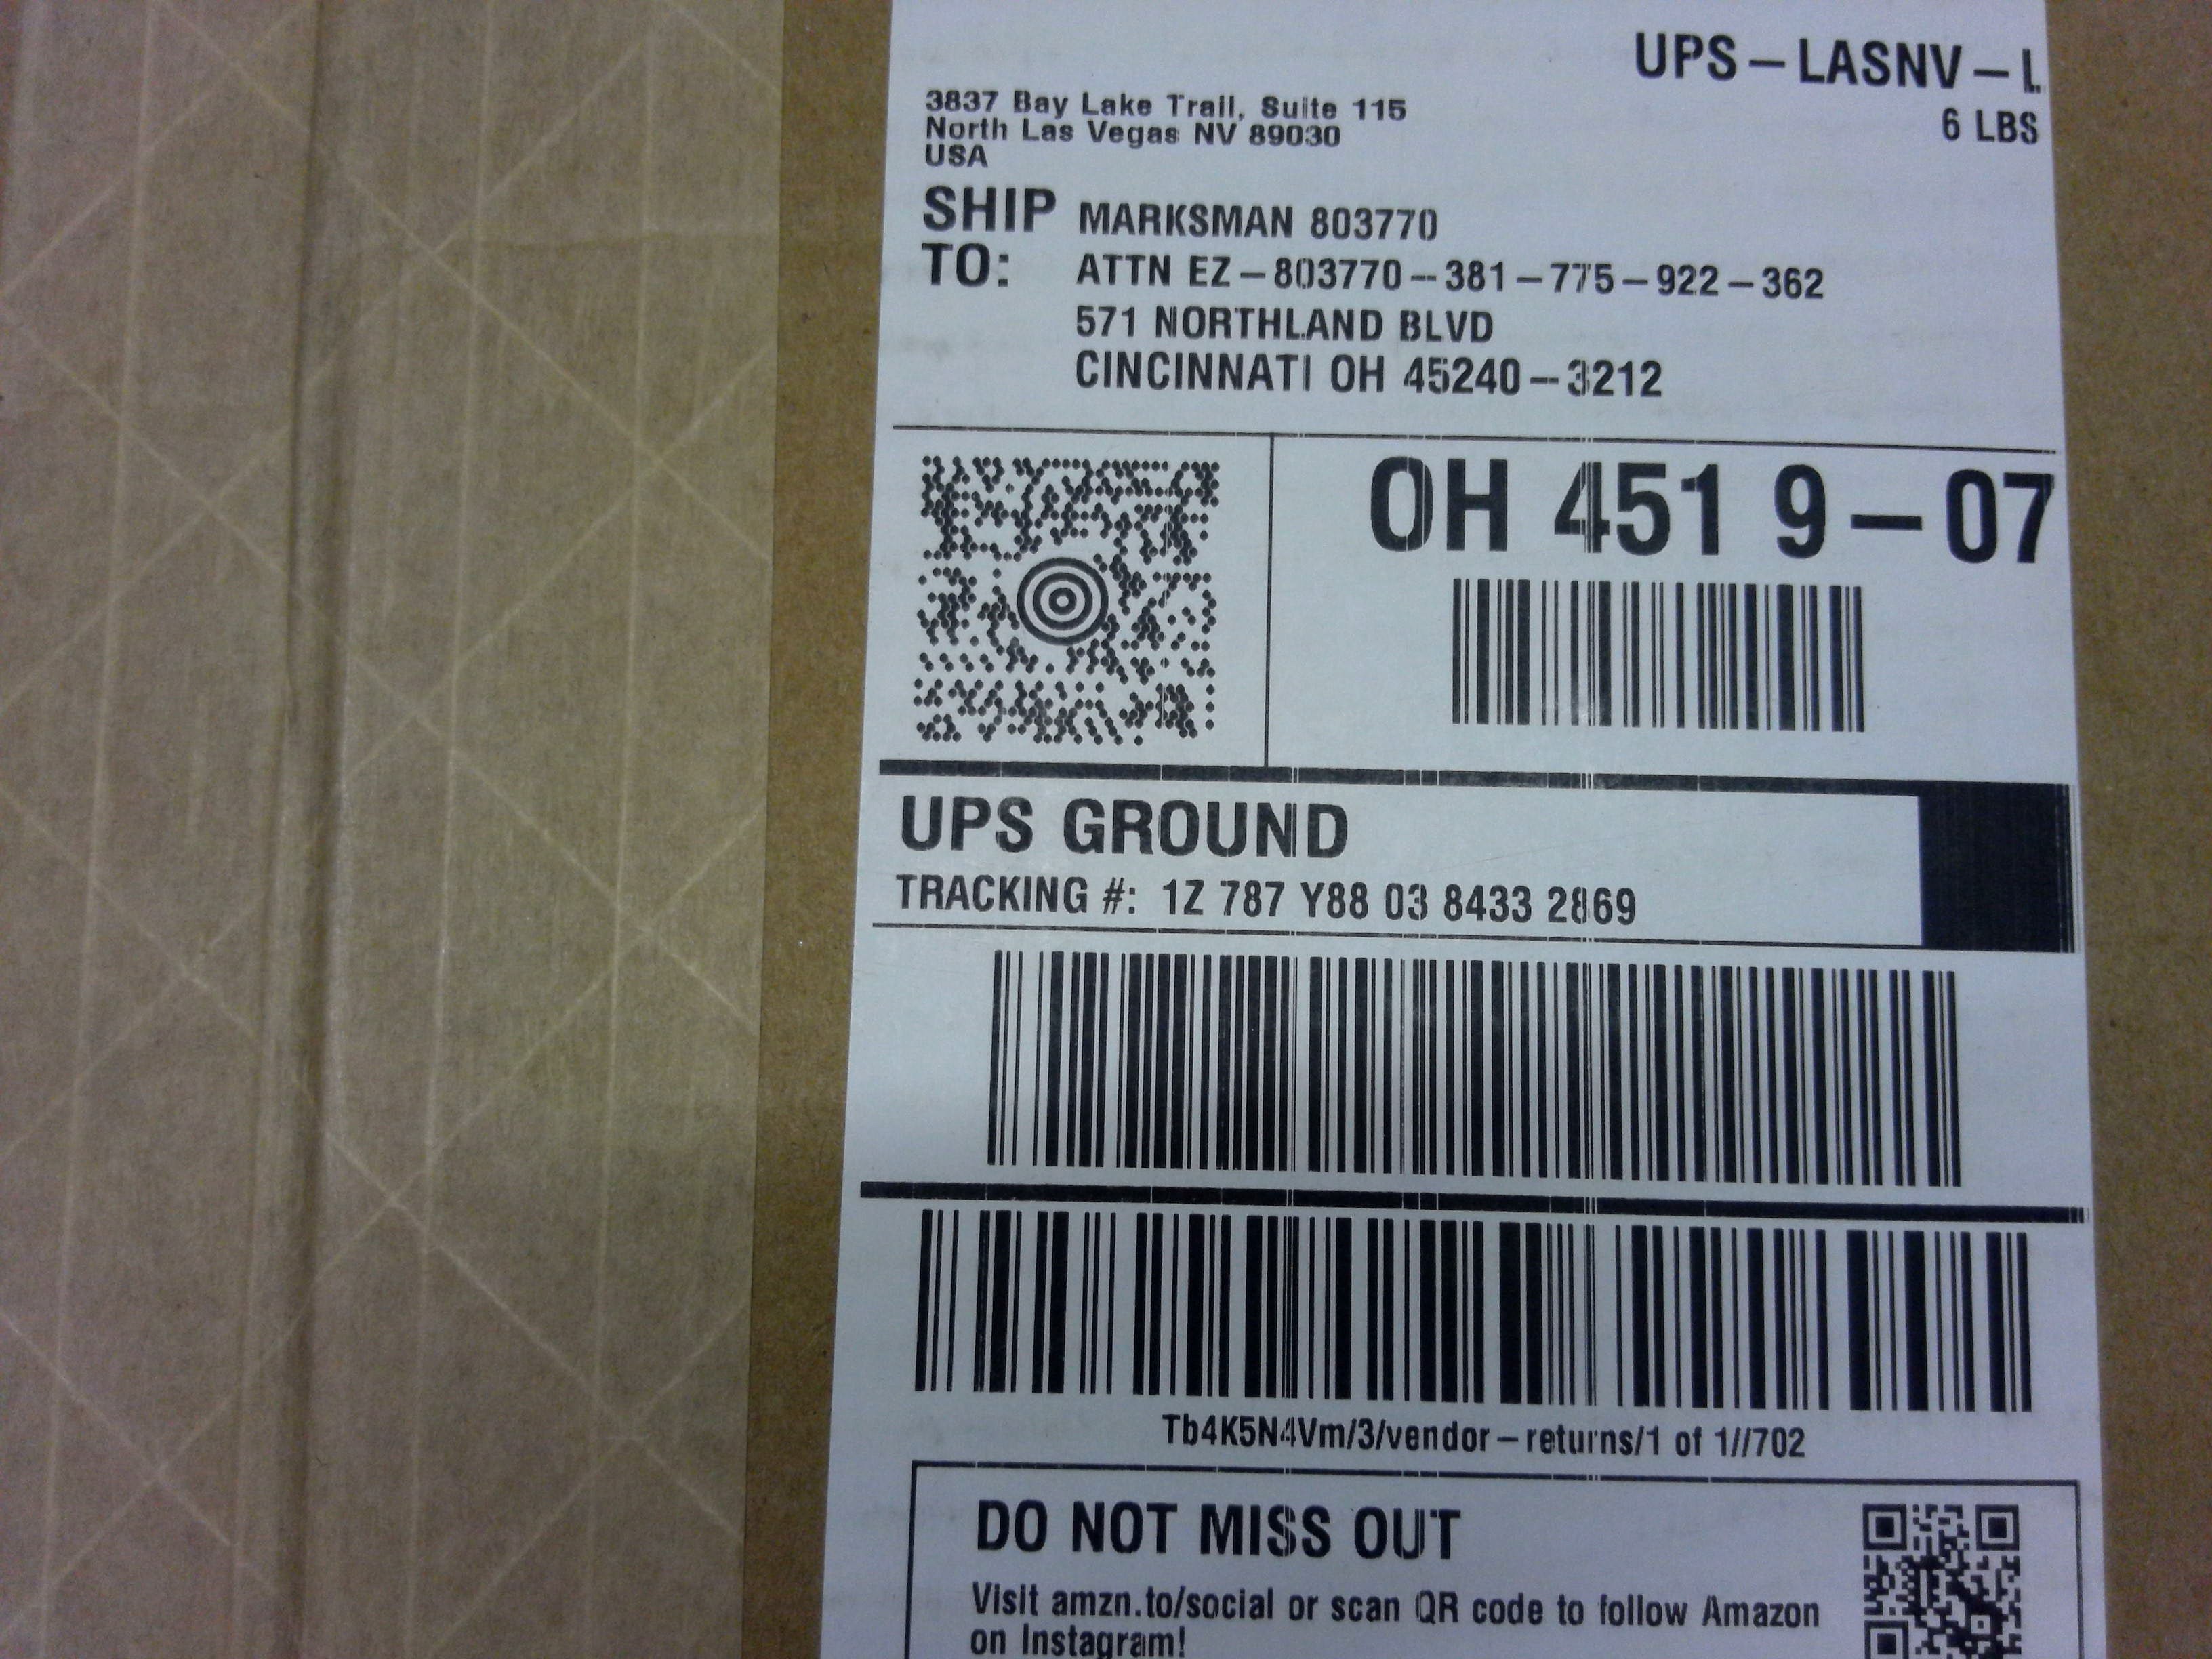 UPS-LASNV-L
6 LBS
3837 Bay Lake Trail, Suite 115
North Las Vegas NV 89030
USA
SHIP TO:
MARKSMAN 803770
ATTN EZ-803770-381-775-922-362
571 NORTHLAND BLVD
CINCINNATI OH 45240-3212
OH 451 9-07
UPS GROUND
TRACKING #: 1Z 787 Y88 03 8433 2869
Tb4K5N4Vm/3/vendor-returns/1 of 1//702
DO NOT MISS OUT
Visit amzn.to/social or scan QR code to follow Amazon
on Instagram!